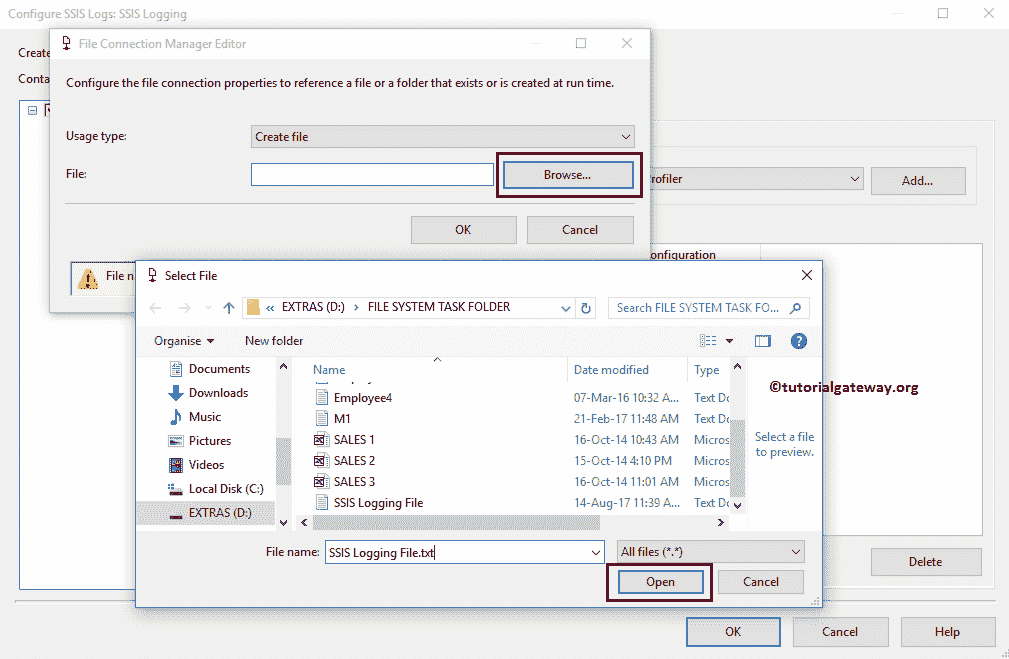 Configure SSIS Logs: SSIS Logging
Create
Conta
File Connection Manager Editor
Configure the file connection properties to reference a file or a folder that exists or is created at run time.
Usage type:
Create file
File:
Browse...
OK
Cancel
rofiler
Add...
onfiguration
File n
Select File
« EXTRAS (D:) › FILE SYSTEM TASK FOLDER
Search FILE SYSTEM TASK FO...
Organise
New folder
Documents
Downloads
Music
Pictures
Videos
Local Disk (C:)
EXTRAS (D:)
Name Date modified Type
Employee4 07-Mar-16 10:32 A... Text Do
M1 21-Feb-17 11:48 AM Text Do
SALES 1 16-Oct-14 10:43 AM Micros
SALES 2 15-Oct-14 4:10 PM Micros
SALES 3 16-Oct-14 11:01 AM Micros
SSIS Logging File 14-Aug-17 11:39 A... Text Do
Select a file
to preview.
©tutorialgateway.org
File name: SSIS Logging File.txt
All files (*.*)
Open
Cancel
Delete
OK
Cancel
Help